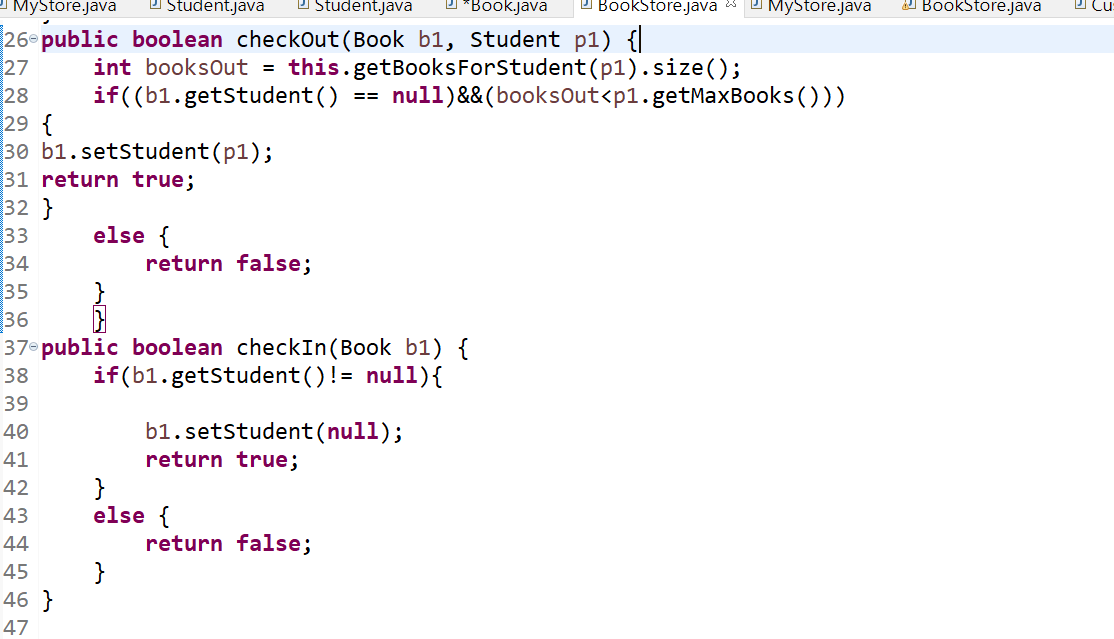 MyStore.java Student.java Student.java *Book.java BookStore.java MyStore.java BookStore.java
26 public boolean checkOut(Book b1, Student p1) {
27 int booksOut = this.getBooksForStudent(p1).size();
28 if((b1.getStudent() == null)&&(booksOut<p1.getMaxBooks()))
29 {
30 b1.setStudent(p1);
31 return true;
32 }
33 else {
34 return false;
35 }
36 }
37 public boolean checkIn(Book b1) {
38 if(b1.getStudent()!= null){
39
40 b1.setStudent(null);
41 return true;
42 }
43 else {
44 return false;
45 }
46 }
47